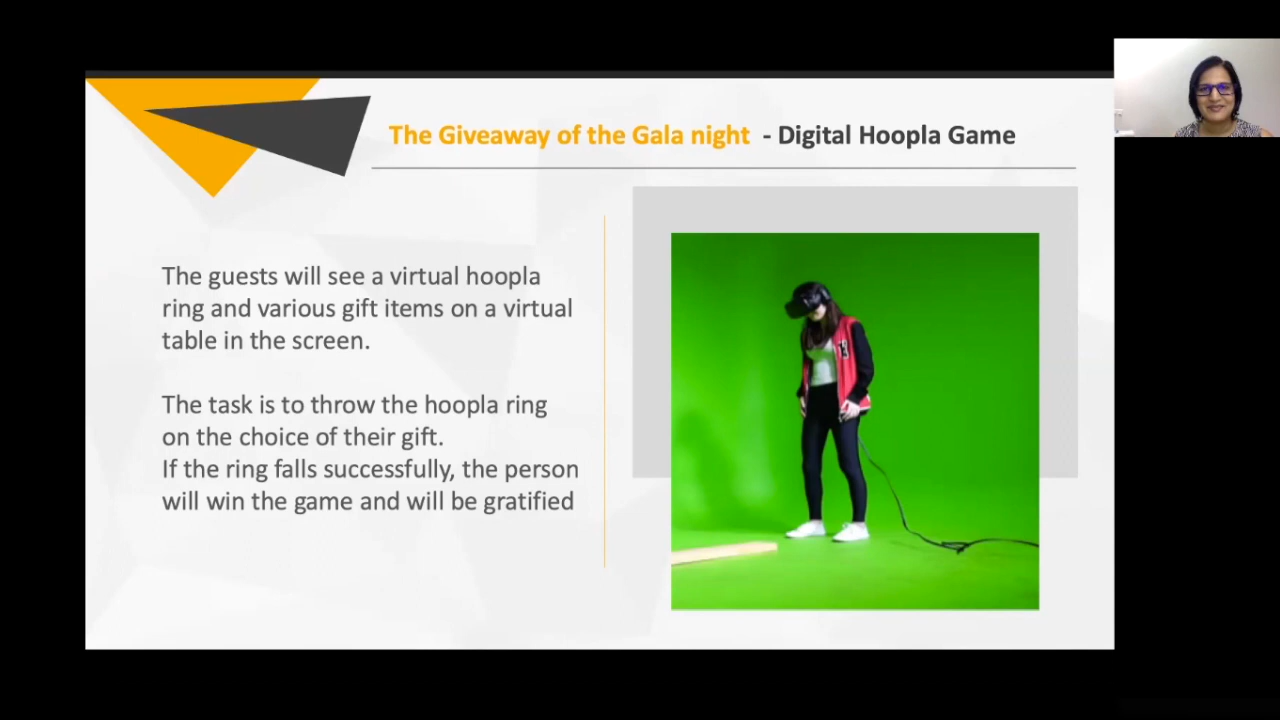 The Giveaway of the Gala night - Digital Hoopla Game
The guests will see a virtual hoopla
ring and various gift items on a virtual
table in the screen.
The task is to throw the hoopla ring
on the choice of their gift.
If the ring falls successfully, the person
will win the game and will be gratified